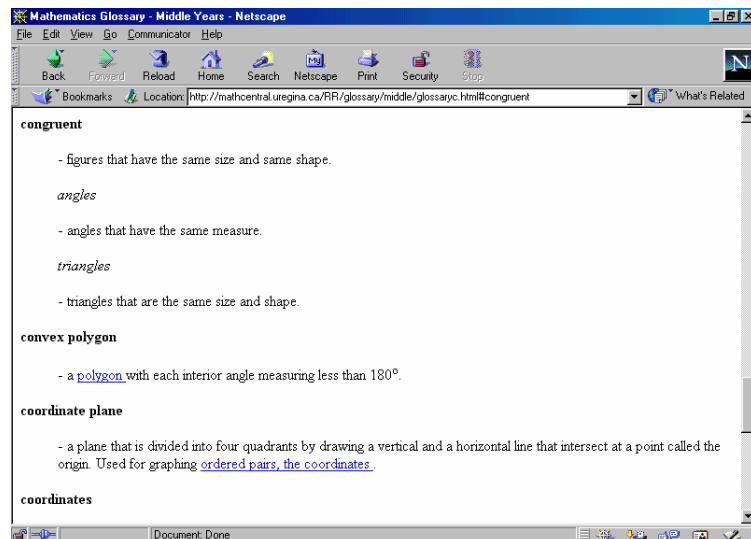 Mathematics Glossary - Middle Years - Netscape
File Edit View Go Communicator Help
Back Forward Reload Home Search Netscape Print Security Stop
My
N
Bookmarks Location: http://mathcentral.uregina.ca/RR/glossary/middle/glossaryc.html#congruent What's Related
congruent
- figures that have the same size and same shape.
angles
- angles that have the same measure.
triangles
- triangles that are the same size and shape.
convex polygon
- a polygon with each interior angle measuring less than 180º.
coordinate plane
- a plane that is divided into four quadrants by drawing a vertical and a horizontal line that intersect at a point called the
origin. Used for graphing ordered pairs, the coordinates .
coordinates
Document: Done